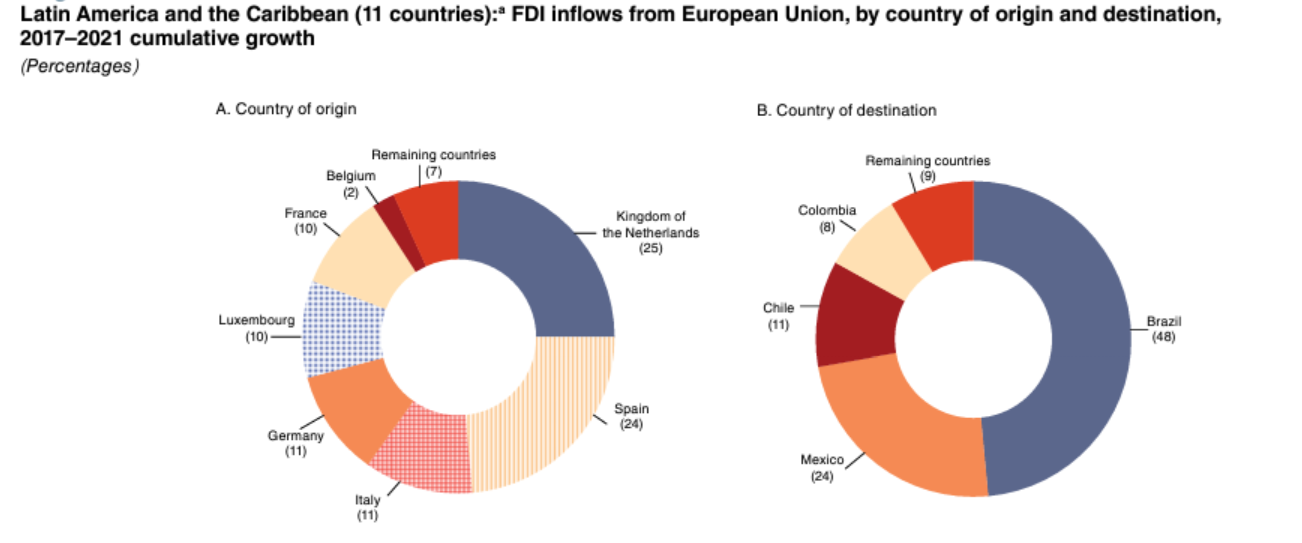 Latin America and the Caribbean (11 countries):ª FDI inflows from European Union, by country of origin and destination,
2017–2021 cumulative growth
(Percentages)
A. Country of origin
Remaining countries
(7)
Belgium
(2)
France
(10)
Kingdom of
the Netherlands
(25)
Luxembourg
(10)
Spain
(24)
Germany
(11)
Italy
(11)
B. Country of destination
Remaining countries
(9)
Colombia
(8)
Chile
(11)
Brazil
(48)
Mexico
(24)